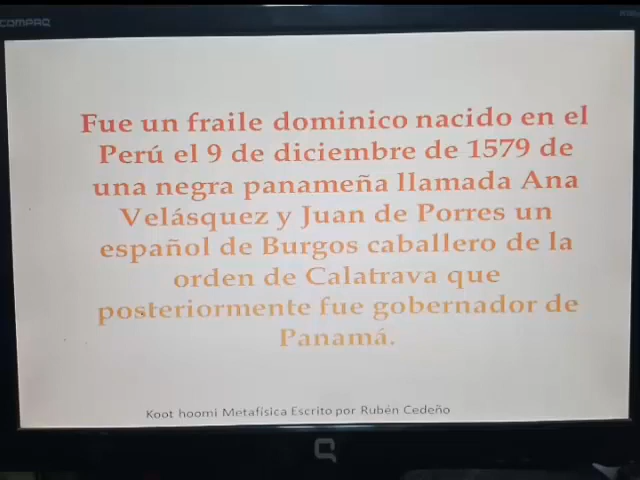 COMPAQ
Fue un fraile dominico nacido en el
Perú el 9 de diciembre de 1579 de
una negra panameña llamada Ana
Velásquez y Juan de Porres un
español de Burgos caballero de la
orden de Calatrava que
posteriormente fue gobernador de
Panamá.
Koot hoomi Metafísica Escrito por Rubén Cedeño